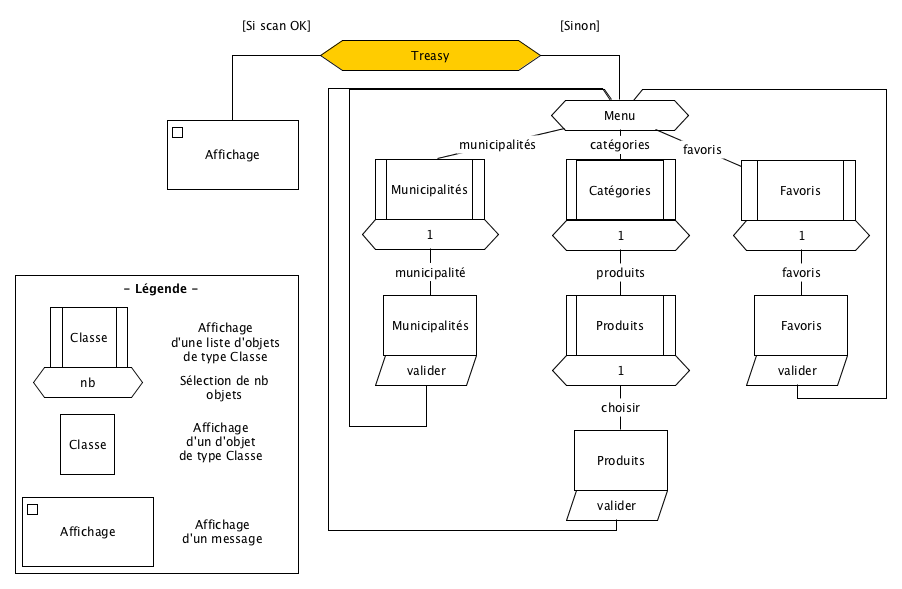 [Si scan OK]
[Sinon]
Treasy
Menu
Affichage
municipalités
catégories
favoris
Municipalités
Catégories
Favoris
1
1
1
municipalité
produits
favoris
Municipalités
Produits
Favoris
valider
1
valider
choisir
Produits
valider
- Légende -
Classe
nb
Affichage
d'une liste d'objets
de type Classe
Sélection de nb
objets
Classe
Affichage
d'un d'objet
de type Classe
Affichage
Affichage
d'un message